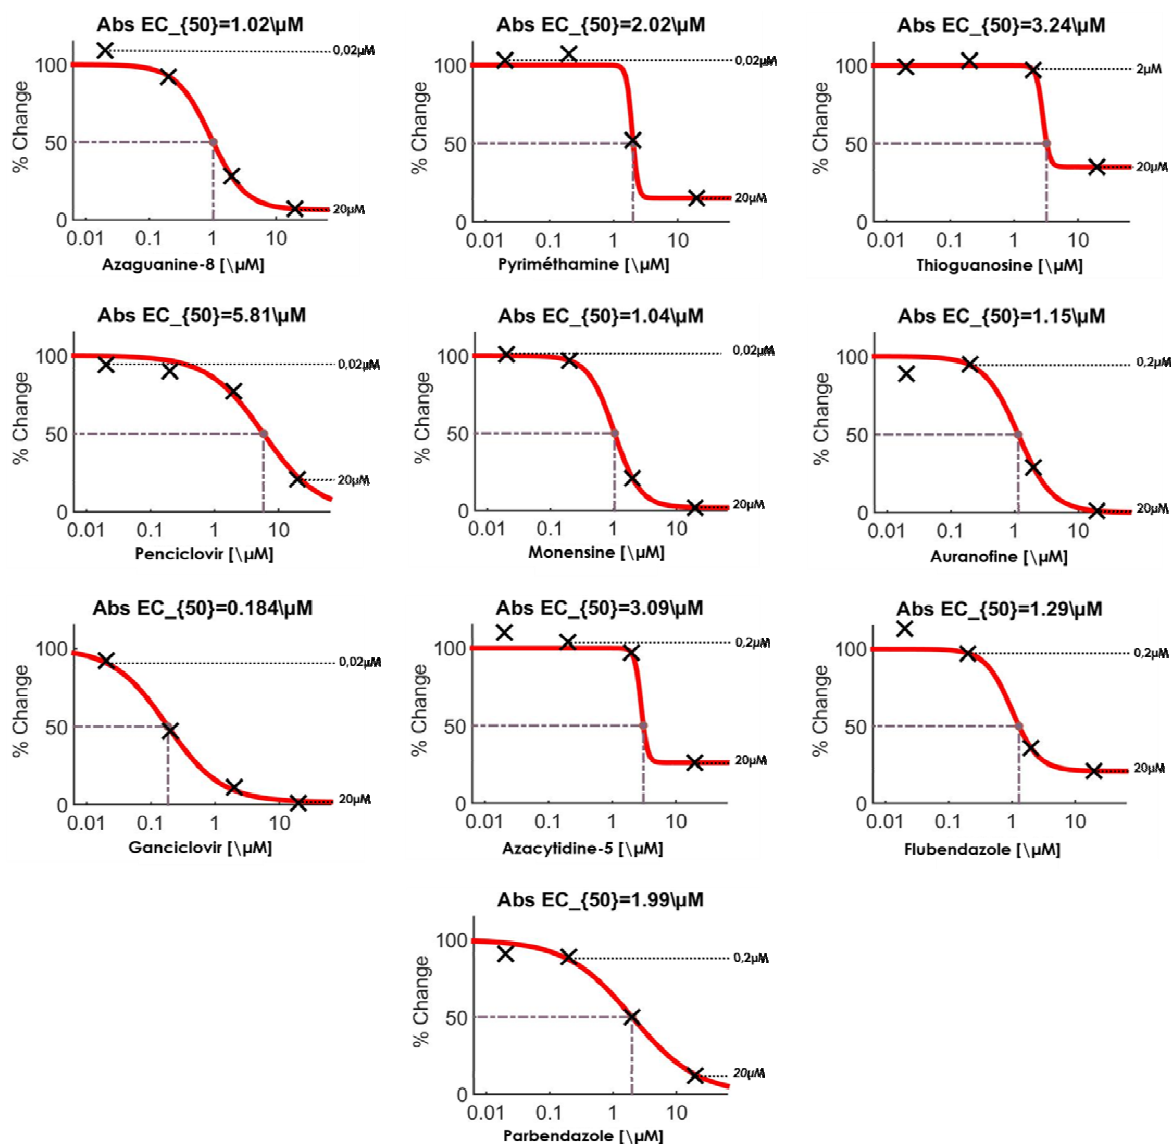 Abs EC_{50}=1.02\µM
% Change
100
50
0
0,02µM
20µM
0.01 0.1 1 10
Azaguanine-8 [\µM]
Abs EC_{50}=2.02\µM
% Change
100
50
0
0,02µM
20µM
0.01 0.1 1 10
Pyriméthamine [\µM]
Abs EC_{50}=3.24\µM
% Change
100
50
0
2µM
20µM
0.01 0.1 1 10
Thioguanosine [\µM]
Abs EC_{50}=5.81\µM
% Change
100
50
0
0,02µM
20µM
0.01 0.1 1 10
Penciclovir [\µM]
Abs EC_{50}=1.04\µM
% Change
100
50
0
0,02µM
20µM
0.01 0.1 1 10
Monensine [\µM]
Abs EC_{50}=1.15\µM
% Change
100
50
0
0,2µM
20µM
0.01 0.1 1 10
Auranofine [\µM]
Abs EC_{50}=0.184\µM
% Change
100
50
0
0,02µM
20µM
0.01 0.1 1 10
Ganciclovir [\µM]
Abs EC_{50}=3.09\µM
% Change
100
50
0
0,2µM
20µM
0.01 0.1 1 10
Azacytidine-5 [\µM]
Abs EC_{50}=1.29\µM
% Change
100
50
0
0,2µM
20µM
0.01 0.1 1 10
Flubendazole [\µM]
Abs EC_{50}=1.99\µM
% Change
100
50
0
0,2µM
20µM
0.01 0.1 1 10
Parbendazole [\µM]